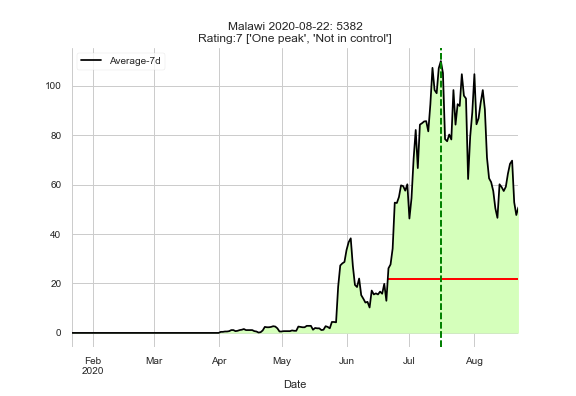 Malawi 2020-08-22: 5382
Rating:7 ['One peak', 'Not in control']
Average-7d
100
80
60
40
20
0
Feb Mar Apr May Jun Jul Aug
2020
Date